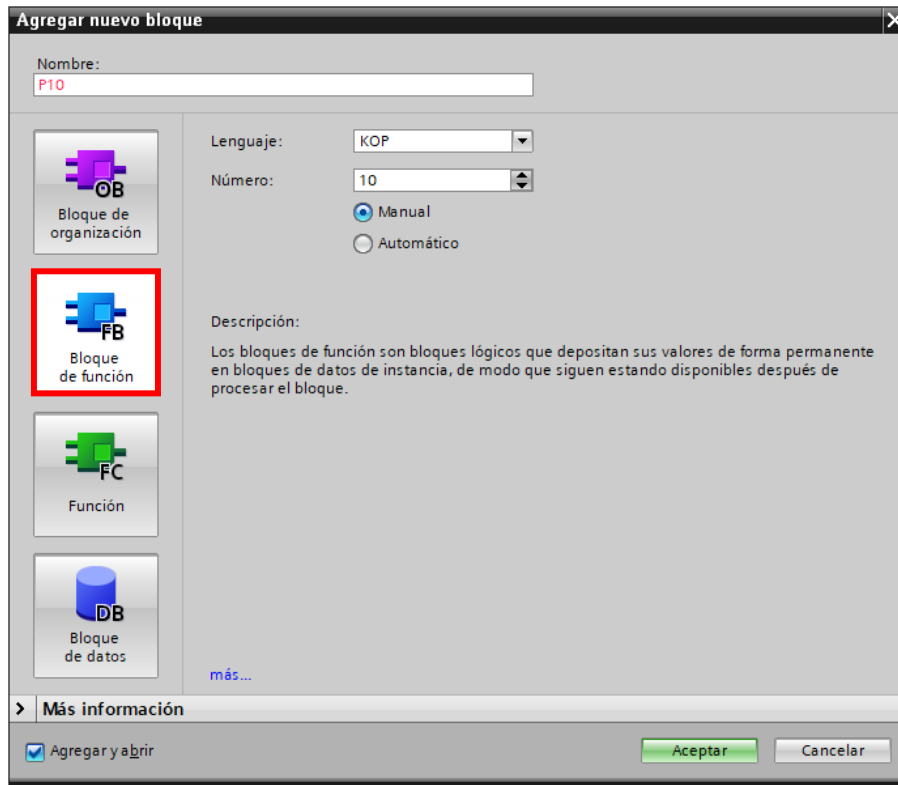 Agregar nuevo bloque
Nombre:
P10
OB
Bloque de
organización
FB
Bloque
de función
FC
Función
DB
Bloque
de datos
Lenguaje:
KOP
Número:
10
Manual
Automático
Descripción:
Los bloques de función son bloques lógicos que depositan sus valores de forma permanente
en bloques de datos de instancia, de modo que siguen estando disponibles después de
procesar el bloque.
más...
Más información
Agregar y abrir
Aceptar
Cancelar